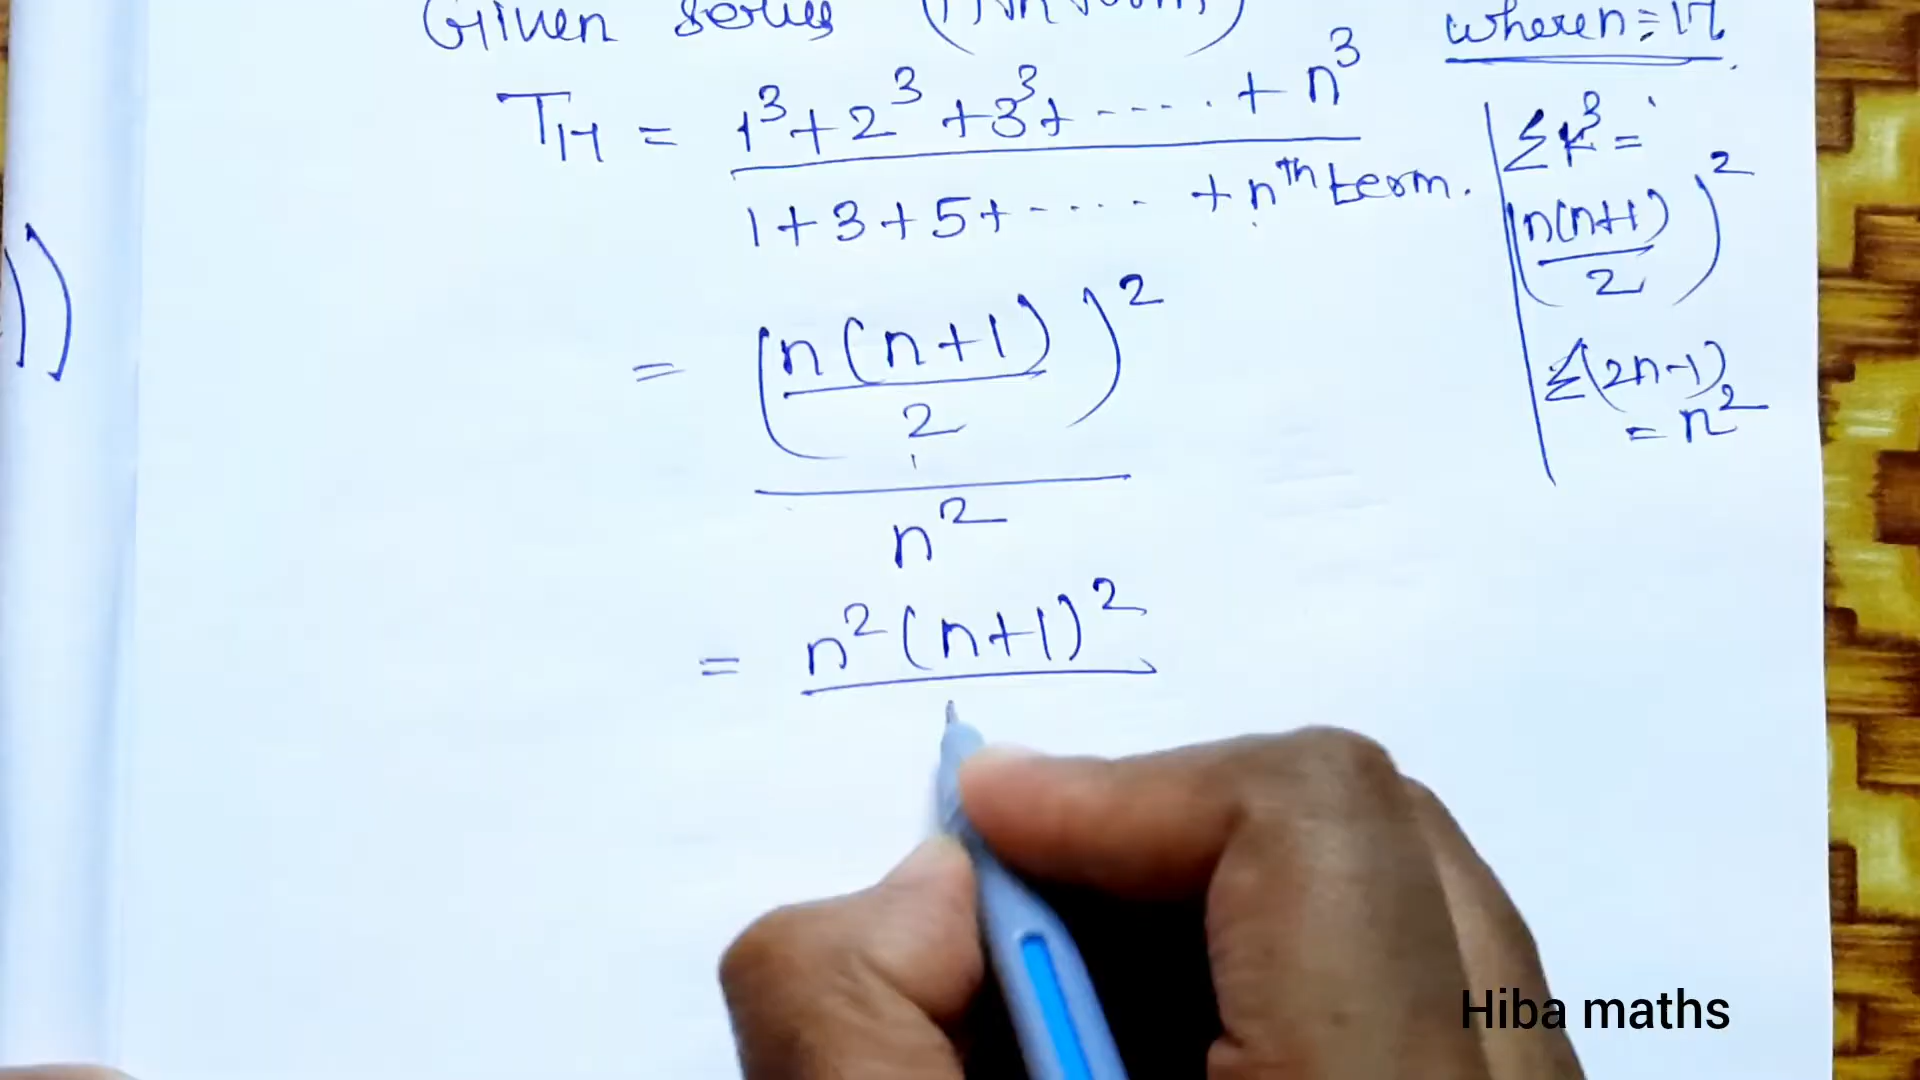 Given series ( term) where n = 17
T17 = 1³ + 2³ + 3³ + ..... + n³ / 1 + 3 + 5 + ..... + nth term.
= (n(n+1)/2)² / n²
= n²(n+1)²
Σk³ =
(n(n+1)/2)²
Σ(2n-1)
= n²
Hiba maths